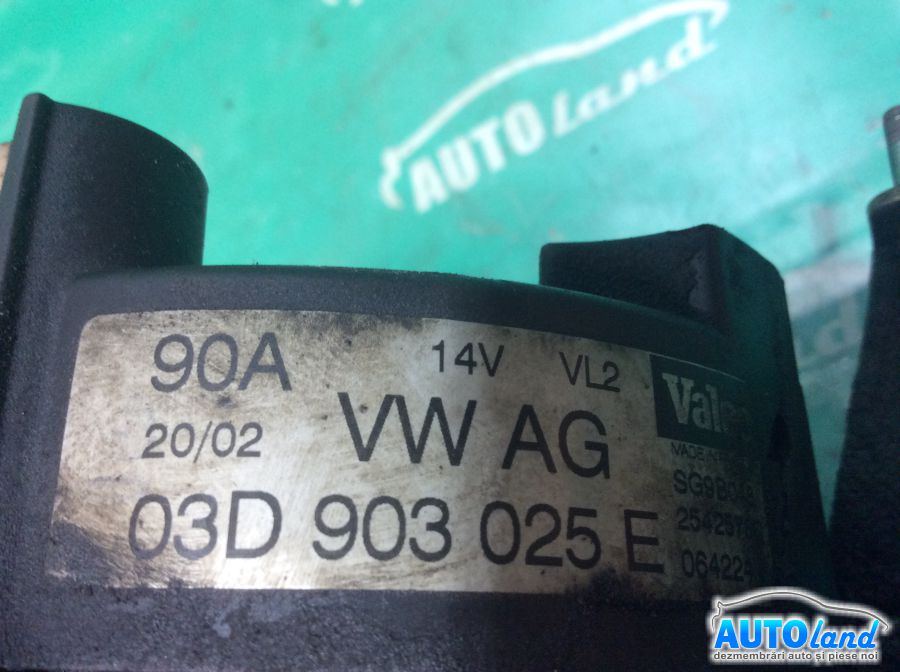 AUTOland
90A 14V VL2
20/02 VW AG
03D 903 025 E
AUTOland
dezmembrări auto și piese noi